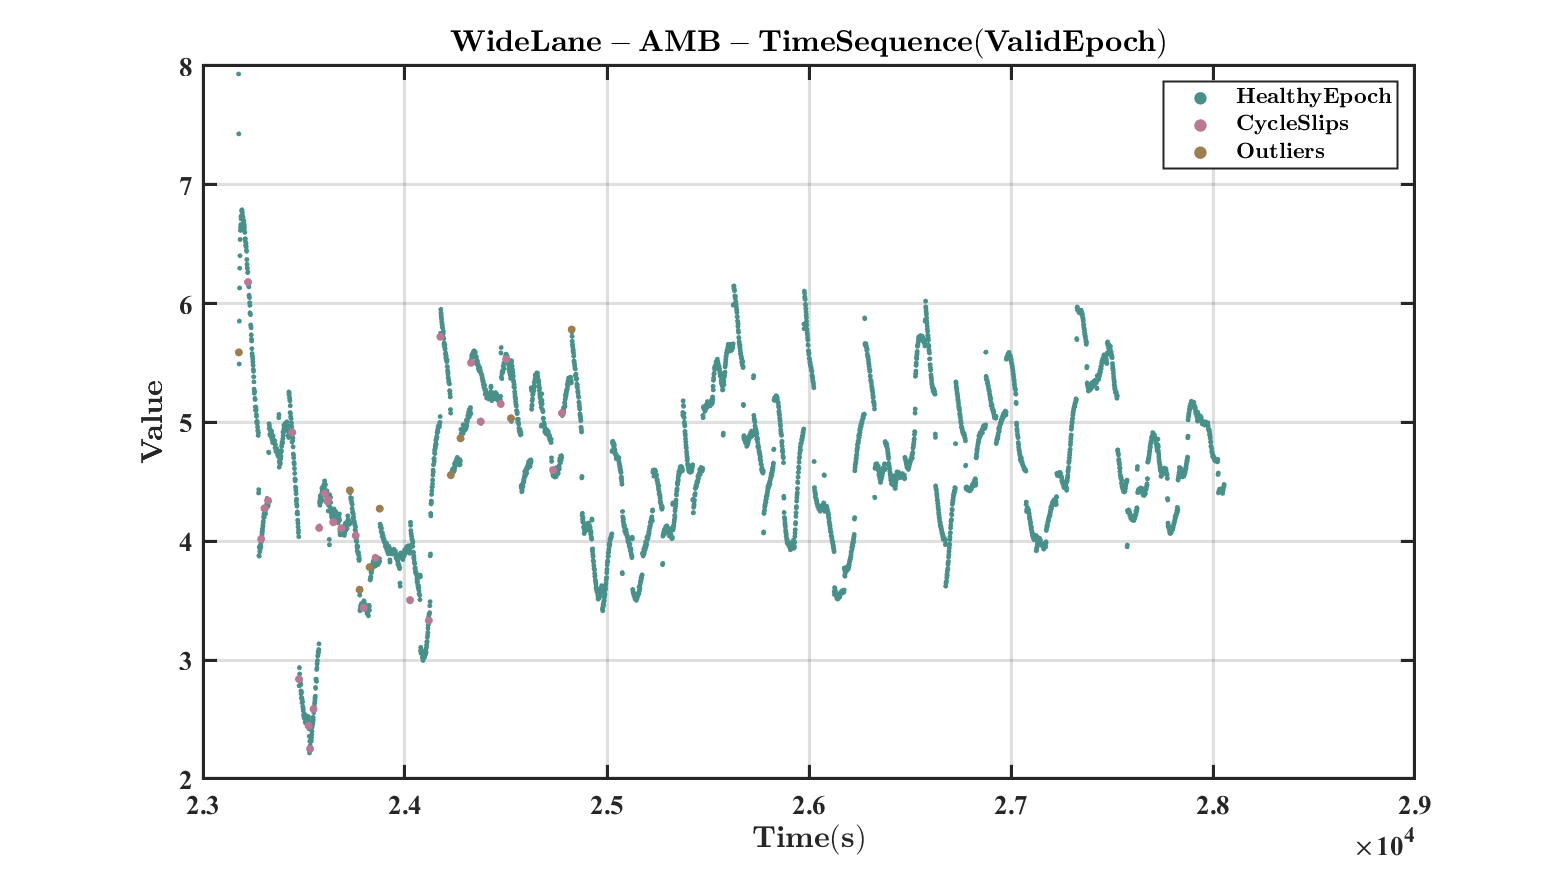 WideLane − AMB − TimeSequence(ValidEpoch)
HealthyEpoch
CycleSlips
Outliers
8
7
6
5
4
3
2
Value
2.3 2.4 2.5 2.6 2.7 2.8 2.9
Time(s)
×10⁴